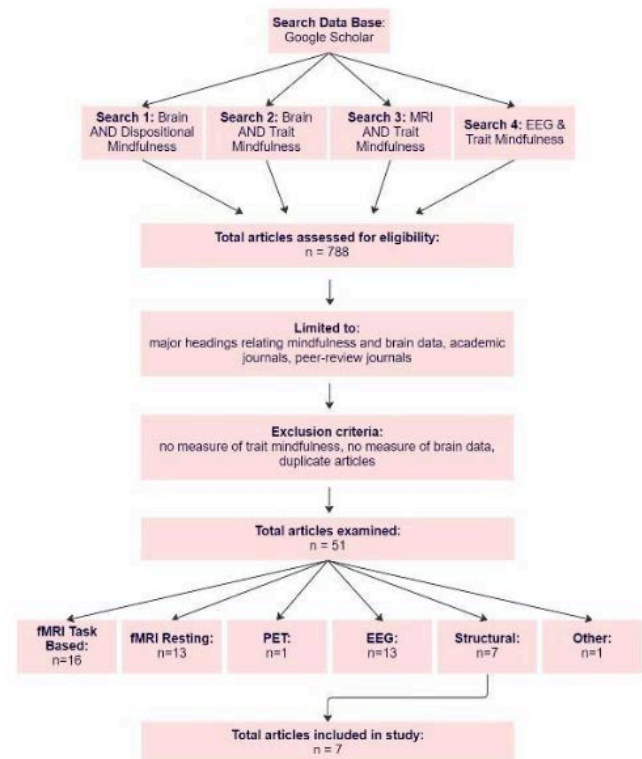 Search Data Base:
Google Scholar
Search 1: Brain
AND Dispositional
Mindfulness
Search 2: Brain
AND Trait
Mindfulness
Search 3: MRI
AND Trait
Mindfulness
Search 4: EEG &
Trait Mindfulness
Total articles assessed for eligibility:
n = 788
Limited to:
major headings relating mindfulness and brain data, academic
journals, peer-review journals
Exclusion criteria:
no measure of trait mindfulness, no measure of brain data,
duplicate articles
Total articles examined:
n = 51
fMRI Task
Based:
n=16
fMRI Resting:
n=13
PET:
n=1
EEG:
n=13
Structural:
n=7
Other:
n=1
Total articles included in study:
n = 7